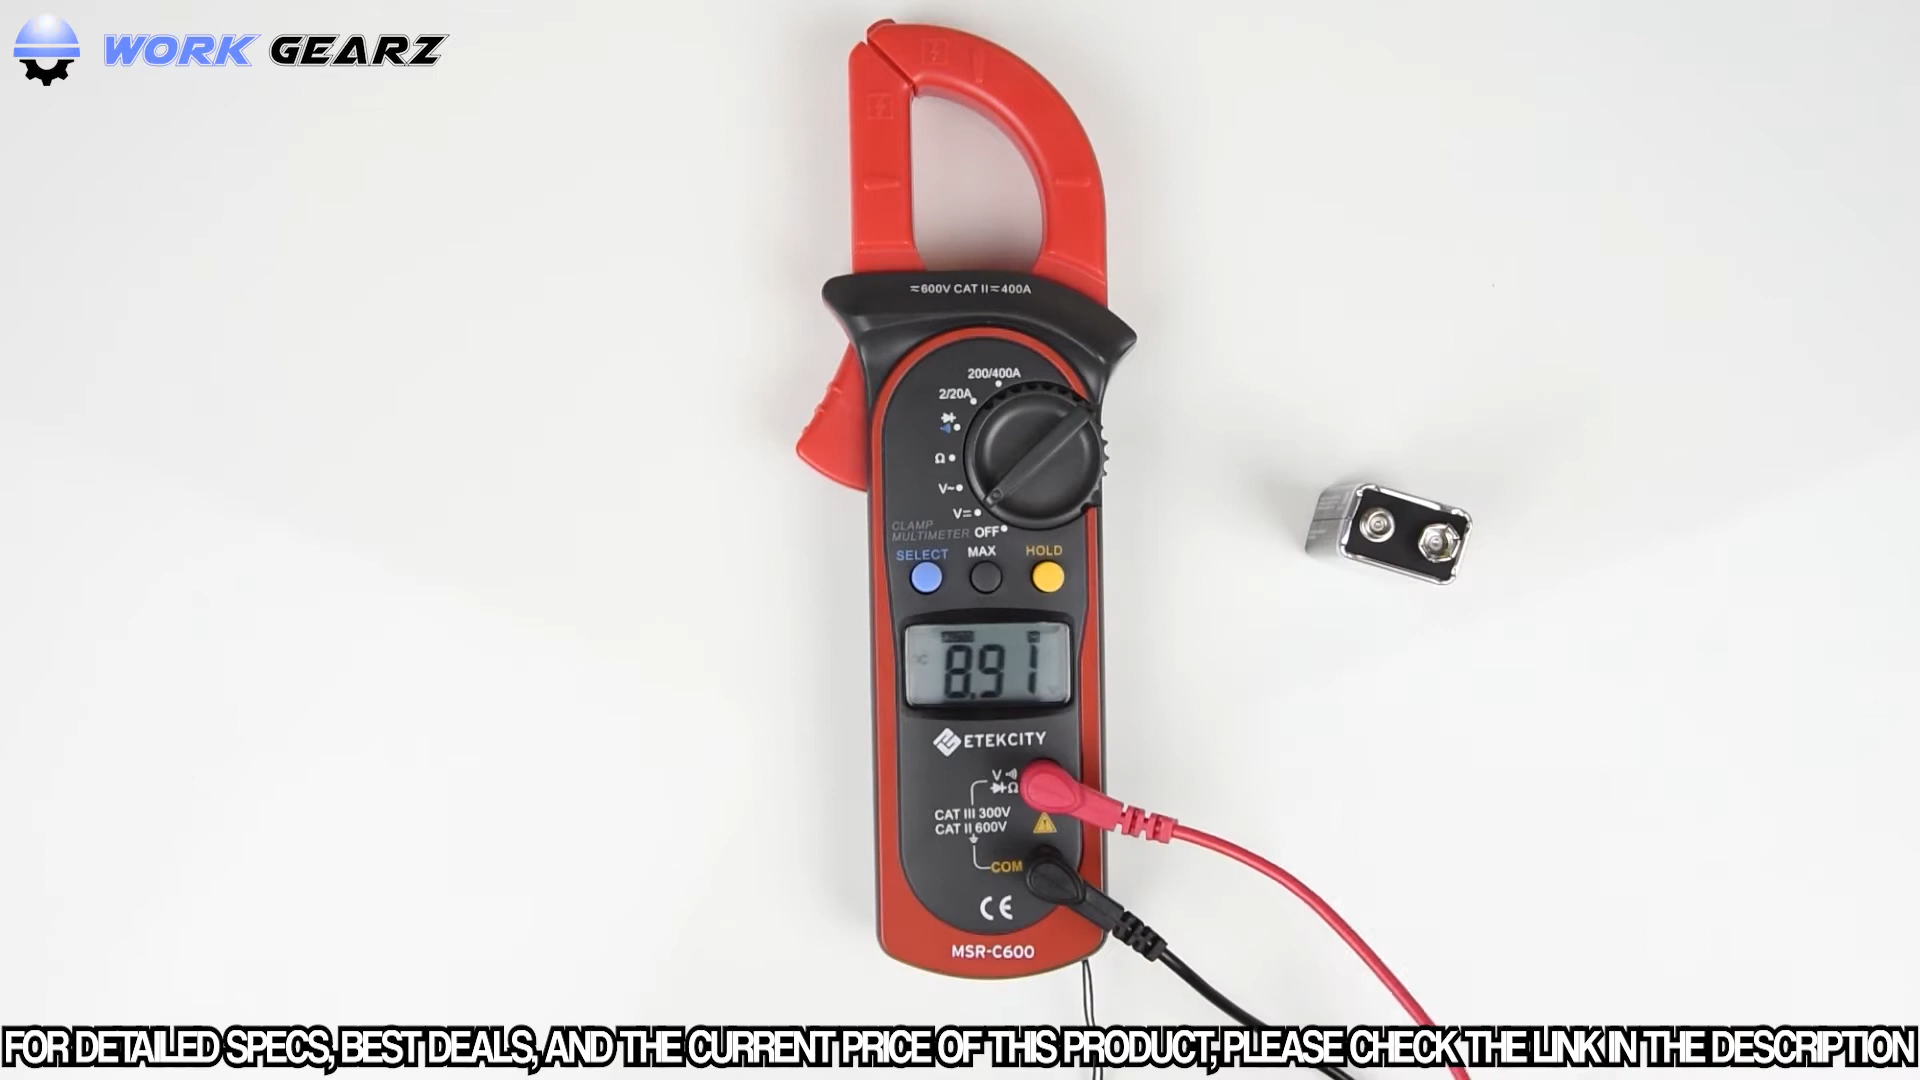 WORK GEARZ
≂600V CAT II≂400A
200/400A
2/20A
Ω
V~
V=
OFF
CLAMP
MULTIMETER
SELECT MAX HOLD
DC
8.91
ETEKCITY
V
Ω
CAT III 300V
CAT II 600V
COM
CE
MSR-C600
FOR DETAILED SPECS, BEST DEALS, AND THE CURRENT PRICE OF THIS PRODUCT, PLEASE CHECK THE LINK IN THE DESCRIPTION